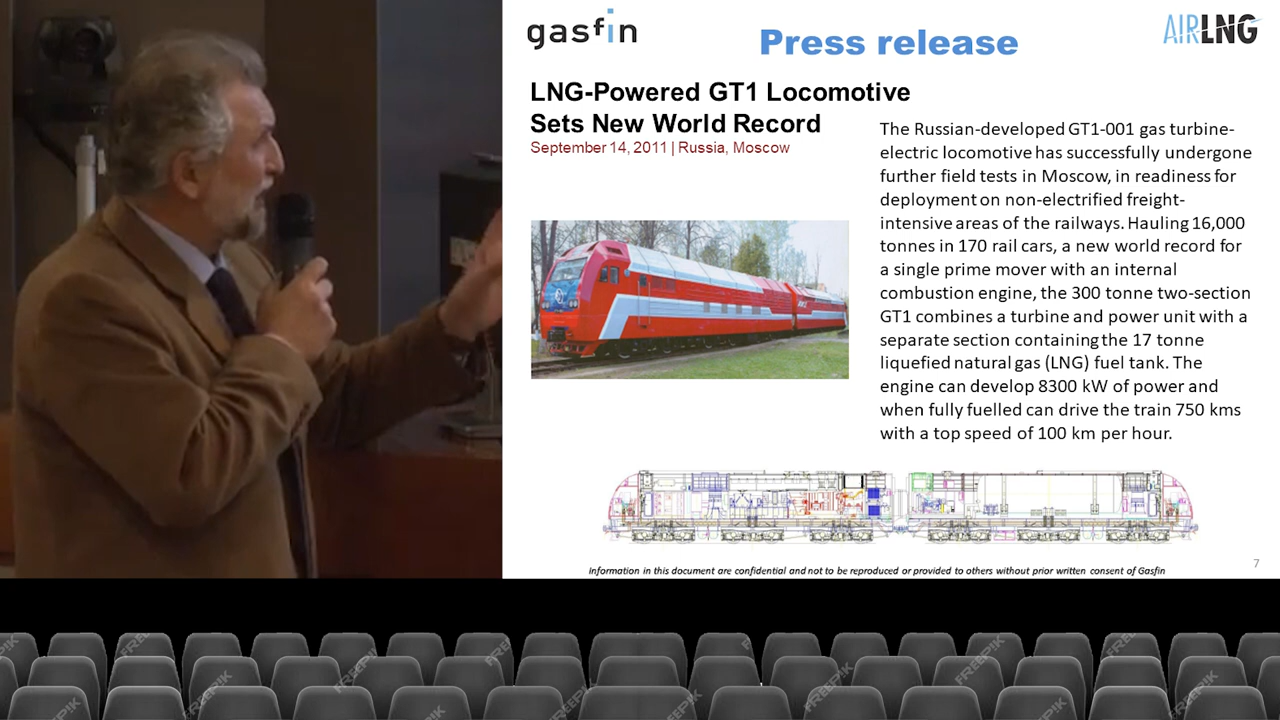 gasfin
Press release
AIRLNG
LNG-Powered GT1 Locomotive
Sets New World Record
September 14, 2011 | Russia, Moscow
The Russian-developed GT1-001 gas turbine-
electric locomotive has successfully undergone
further field tests in Moscow, in readiness for
deployment on non-electrified freight-
intensive areas of the railways. Hauling 16,000
tonnes in 170 rail cars, a new world record for
a single prime mover with an internal
combustion engine, the 300 tonne two-section
GT1 combines a turbine and power unit with a
separate section containing the 17 tonne
liquefied natural gas (LNG) fuel tank. The
engine can develop 8300 kW of power and
when fully fuelled can drive the train 750 kms
with a top speed of 100 km per hour.
Information in this document are confidential and not to be reproduced or provided to others without prior written consent of Gasfin
7
FREEPIK
FREEPIK
FREEPIK
FREEPIK